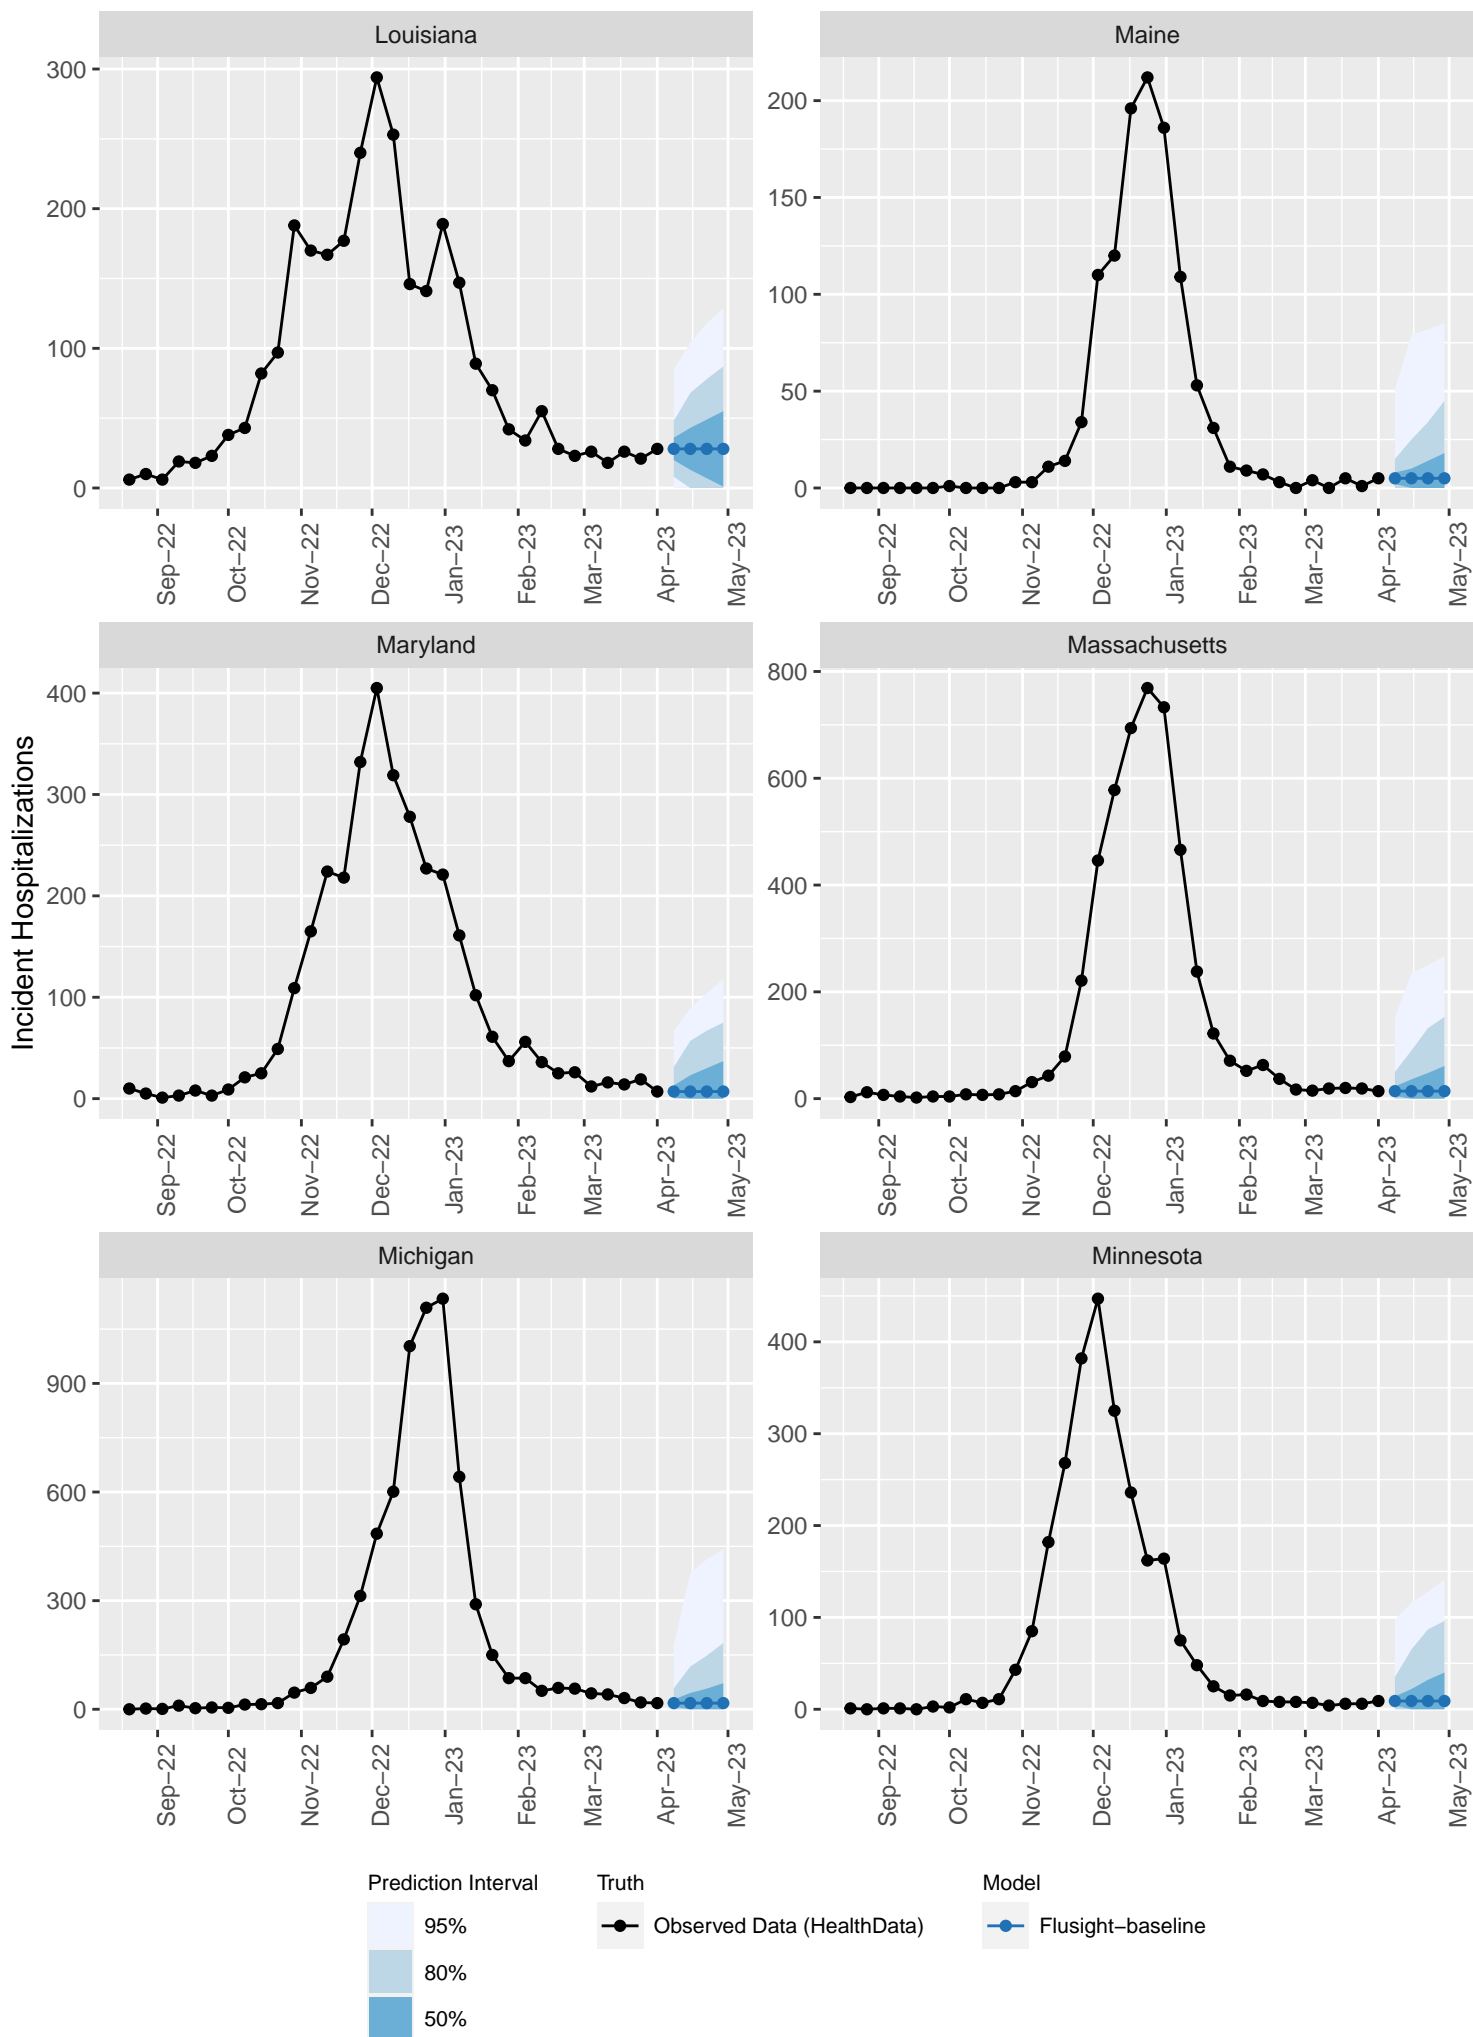 Louisiana
Maine
300
200
100
0
200
150
100
50
0
Sep−22 Oct−22 Nov−22 Dec−22 Jan−23 Feb−23 Mar−23 Apr−23 May−23
Sep−22 Oct−22 Nov−22 Dec−22 Jan−23 Feb−23 Mar−23 Apr−23 May−23
Incident Hospitalizations
Maryland
Massachusetts
400
300
200
100
0
800
600
400
200
0
Sep−22 Oct−22 Nov−22 Dec−22 Jan−23 Feb−23 Mar−23 Apr−23 May−23
Sep−22 Oct−22 Nov−22 Dec−22 Jan−23 Feb−23 Mar−23 Apr−23 May−23
Michigan
Minnesota
900
600
300
0
400
300
200
100
0
Sep−22 Oct−22 Nov−22 Dec−22 Jan−23 Feb−23 Mar−23 Apr−23 May−23
Sep−22 Oct−22 Nov−22 Dec−22 Jan−23 Feb−23 Mar−23 Apr−23 May−23
Prediction Interval
95%
80%
50%
Truth
Observed Data (HealthData)
Model
Flusight−baseline